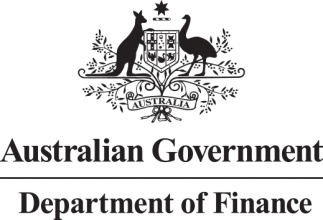 AUSTRALIA
Australian Government
Department of Finance